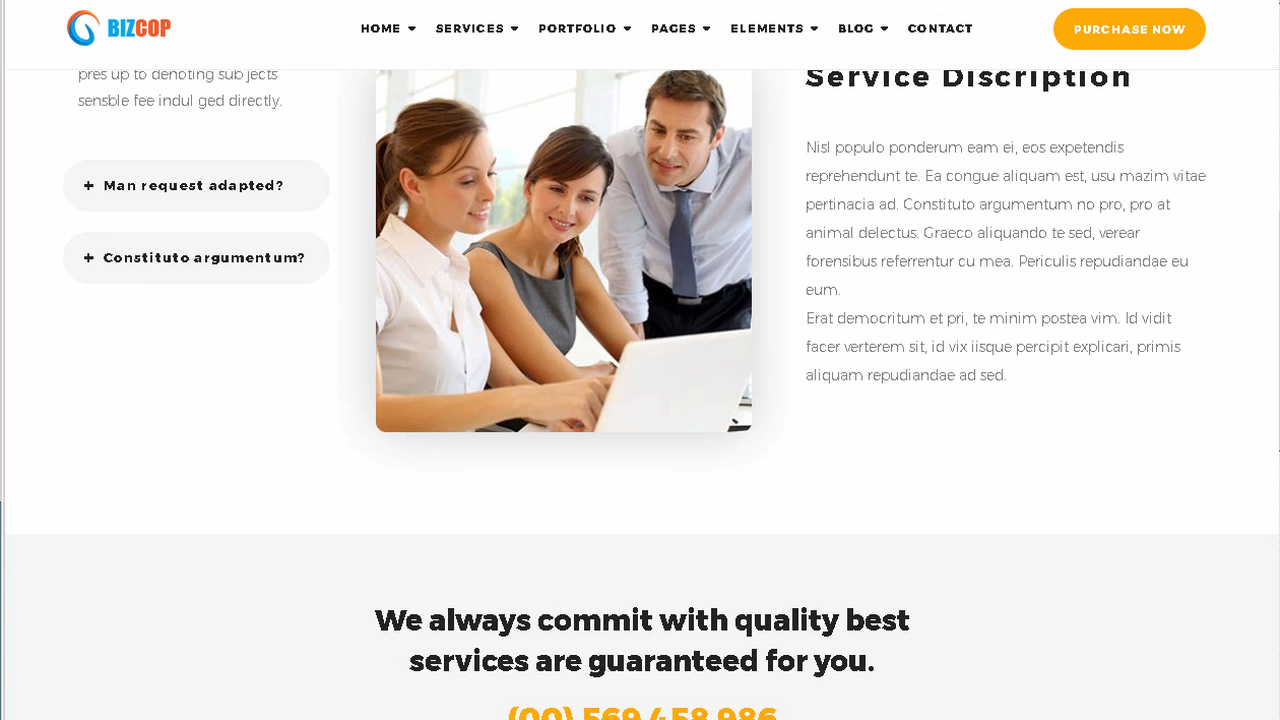 BIZCOP
HOME SERVICES PORTFOLIO PAGES ELEMENTS BLOG CONTACT
PURCHASE NOW
pres up to denoting sub jects
sensble fee indul ged directly.
+ Man request adapted?
+ Constituto argumentum?
Service Discription
Nisl populo ponderum eam ei, eos expetendis
reprehendunt te. Ea congue aliquam est, usu mazim vitae
pertinacia ad. Constituto argumentum no pro, pro at
animal delectus. Graeco aliquando te sed, verear
forensibus referrentur cu mea. Periculis repudiandae eu
eum.
Erat democritum et pri, te minim postea vim. Id vidit
facer verterem sit, id vix iisque percipit explicari, primis
aliquam repudiandae ad sed.
We always commit with quality best
services are guaranteed for you.
(00) 569 458 986